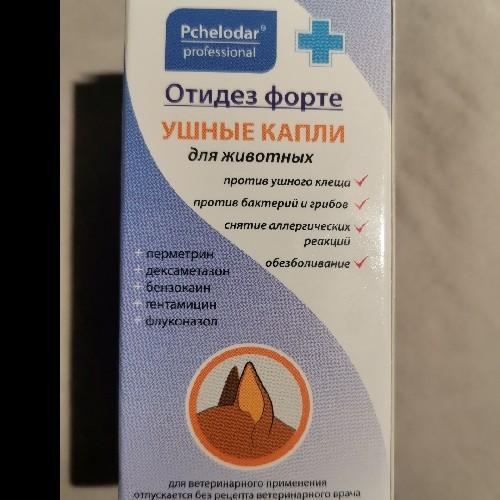 Pchelodar®
professional
Отидез форте
УШНЫЕ КАПЛИ
для животных
против ушного клеща ✓
против бактерий и грибов ✓
снятие аллергических ✓
реакций
обезболивание ✓
+ перметрин
+ дексаметазон
+ бензокаин
+ гентамицин
+ флуконазол
для ветеринарного применения
отпускается без рецепта ветеринарного врача